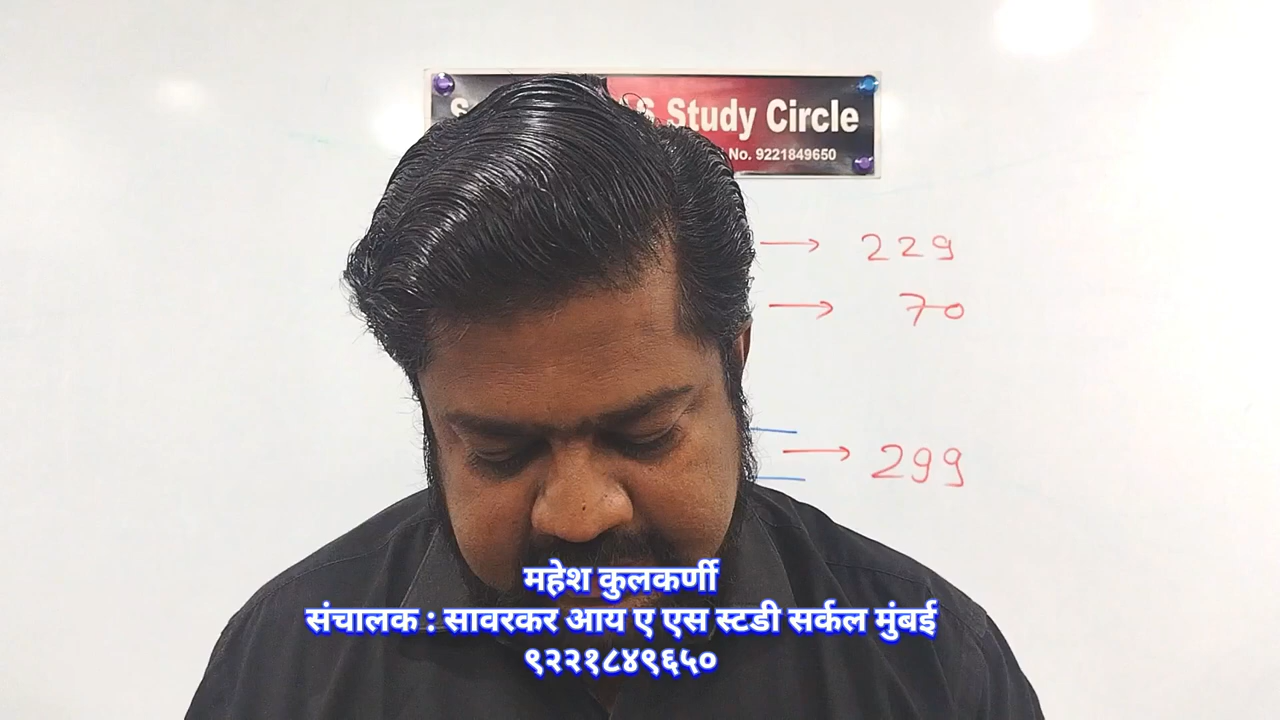 Study Circle
No. 9221849650
→ 229
→ 70
→ 299
महेश कुलकर्णी
संचालक : सावरकर आय ए एस स्टडी सर्कल मुंबई
९२२१८४९६५०